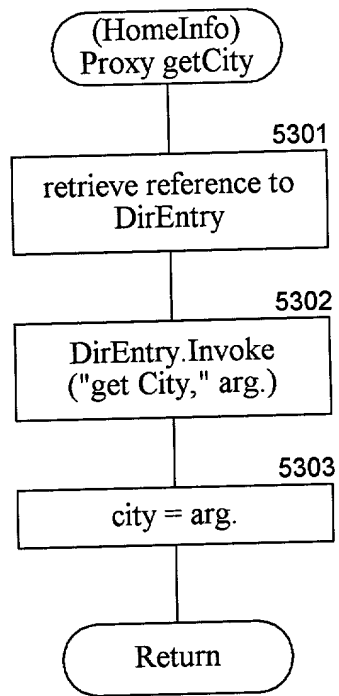 (HomeInfo)
Proxy getCity
5301
retrieve reference to
DirEntry
5302
DirEntry.Invoke
("get City," arg.)
5303
city = arg.
Return